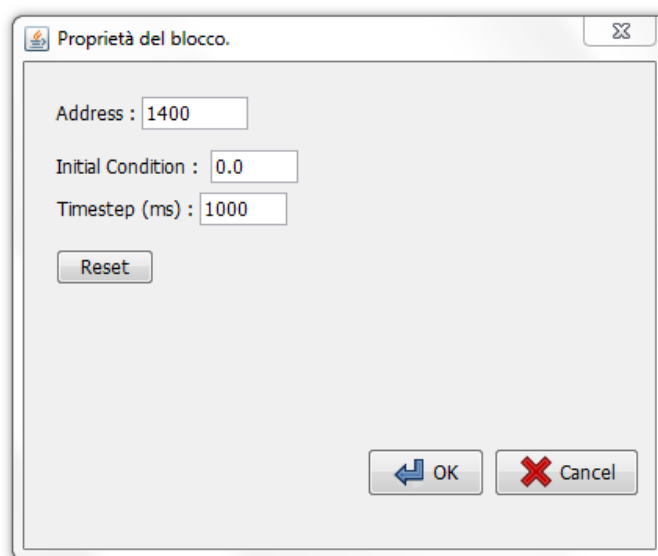 Proprietà del blocco.
Address : 1400
Initial Condition : 0.0
Timestep (ms) : 1000
Reset
OK Cancel